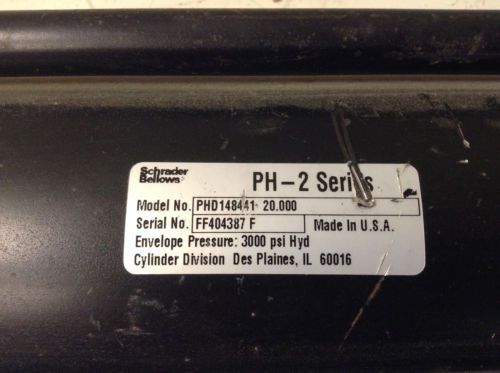 Schrader
Bellows
PH-2 Series
Model No. PHD148441 20.000
Serial No. FF404387 F Made In U.S.A.
Envelope Pressure: 3000 psi Hyd
Cylinder Division Des Plaines, IL 60016